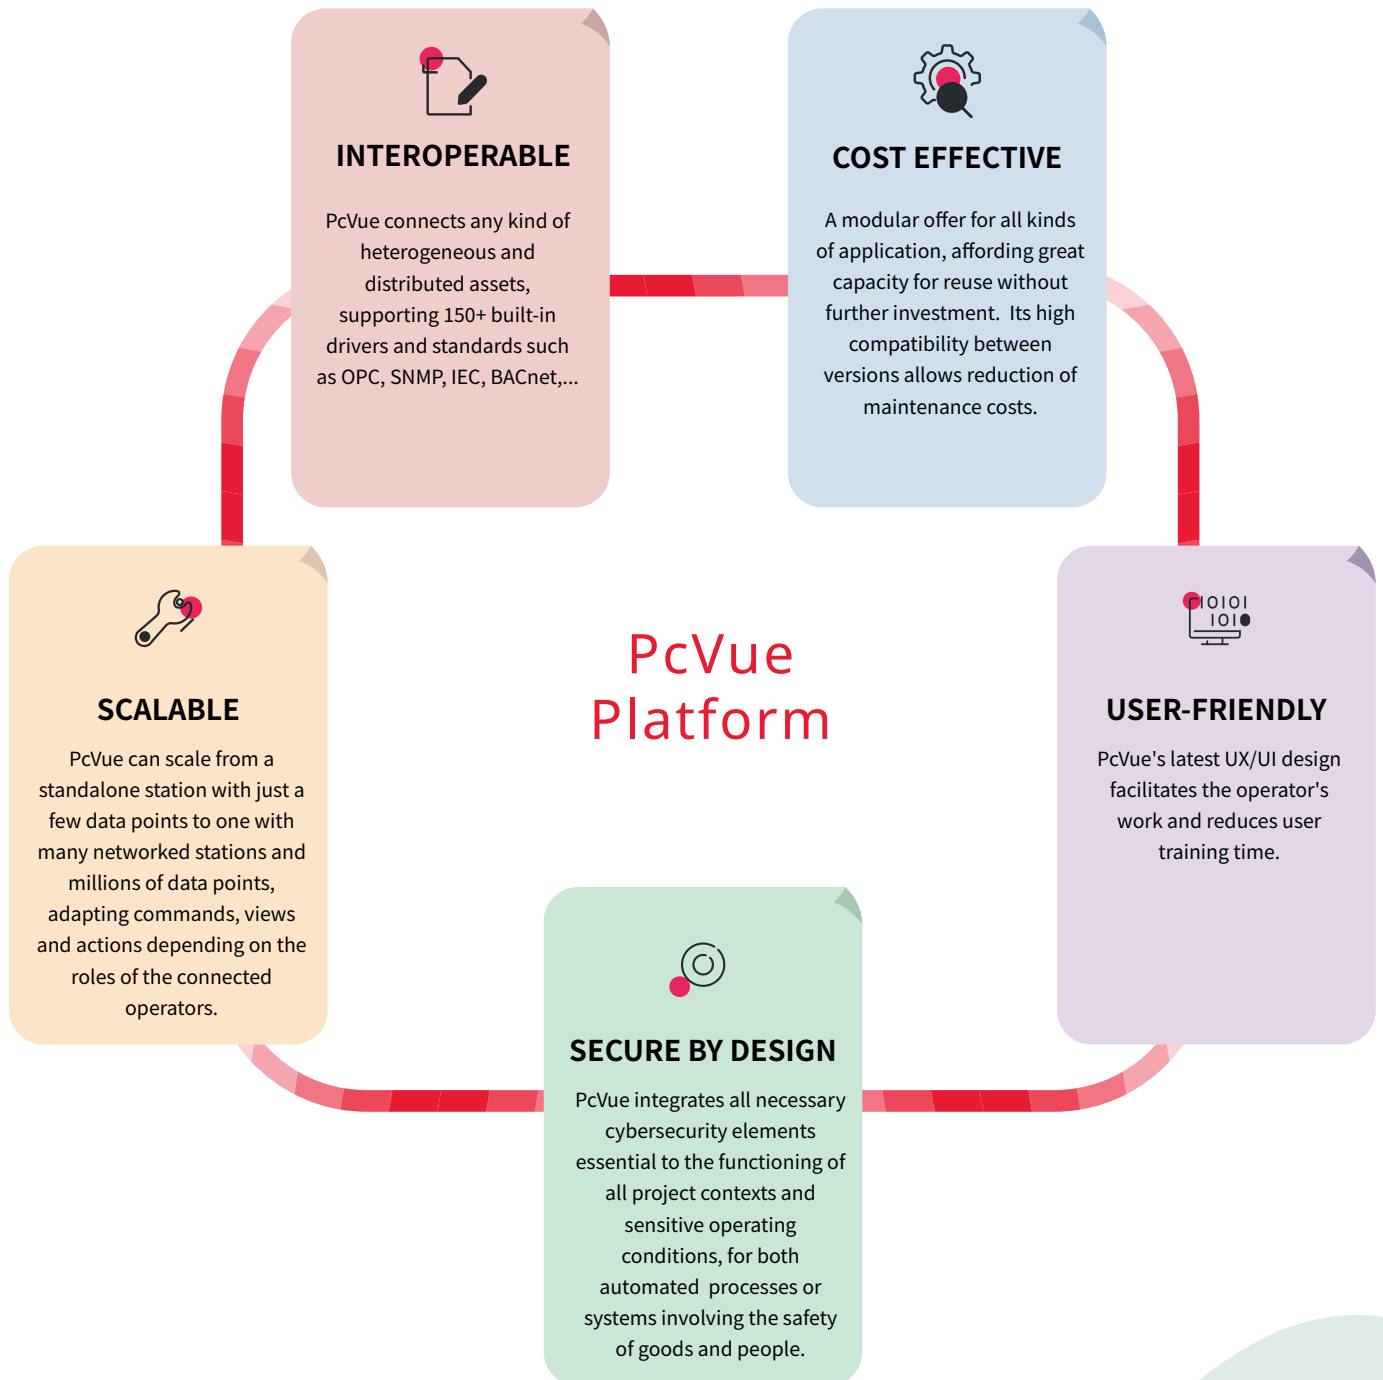 INTEROPERABLE
PcVue connects any kind of
heterogeneous and
distributed assets,
supporting 150+ built-in
drivers and standards such
as OPC, SNMP, IEC, BACnet,...
COST EFFECTIVE
A modular offer for all kinds
of application, affording great
capacity for reuse without
further investment.  Its high
compatibility between
versions allows reduction of
maintenance costs.
PcVue
Platform
SCALABLE
PcVue can scale from a
standalone station with just a
few data points to one with
many networked stations and
millions of data points,
adapting commands, views
and actions depending on the
roles of the connected
operators.
10101
101
USER-FRIENDLY
PcVue's latest UX/UI design
facilitates the operator's
work and reduces user
training time.
SECURE BY DESIGN
PcVue integrates all necessary
cybersecurity elements
essential to the functioning of
all project contexts and
sensitive operating
conditions, for both
automated  processes or
systems involving the safety
of goods and people.